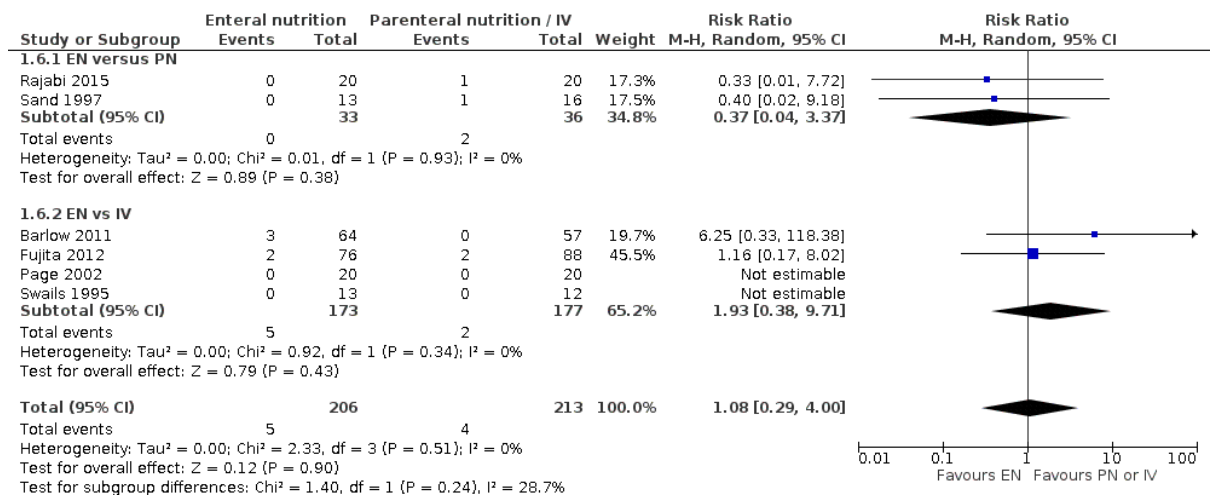 Enteral nutrition Parenteral nutrition / IV Risk Ratio Risk Ratio
Study or Subgroup Events Total Events Total Weight M-H, Random, 95% CI M-H, Random, 95% CI
1.6.1 EN versus PN
Rajabi 2015 0 20 1 20 17.3% 0.33 [0.01, 7.72]
Sand 1997 0 13 1 16 17.5% 0.40 [0.02, 9.18]
Subtotal (95% CI) 33 36 34.8% 0.37 [0.04, 3.37]
Total events 0 2
Heterogeneity: Tau² = 0.00; Chi² = 0.01, df = 1 (P = 0.93); I² = 0%
Test for overall effect: Z = 0.89 (P = 0.38)
1.6.2 EN vs IV
Barlow 2011 3 64 0 57 19.7% 6.25 [0.33, 118.38]
Fujita 2012 2 76 2 88 45.5% 1.16 [0.17, 8.02]
Page 2002 0 20 0 20 Not estimable
Swails 1995 0 13 0 12 Not estimable
Subtotal (95% CI) 173 177 65.2% 1.93 [0.38, 9.71]
Total events 5 2
Heterogeneity: Tau² = 0.00; Chi² = 0.92, df = 1 (P = 0.34); I² = 0%
Test for overall effect: Z = 0.79 (P = 0.43)
Total (95% CI) 206 213 100.0% 1.08 [0.29, 4.00]
Total events 5 4
Heterogeneity: Tau² = 0.00; Chi² = 2.33, df = 3 (P = 0.51); I² = 0%
Test for overall effect: Z = 0.12 (P = 0.90)
Test for subgroup differences: Chi² = 1.40, df = 1 (P = 0.24), I² = 28.7%
0.01 0.1 1 10 100
Favours EN Favours PN or IV